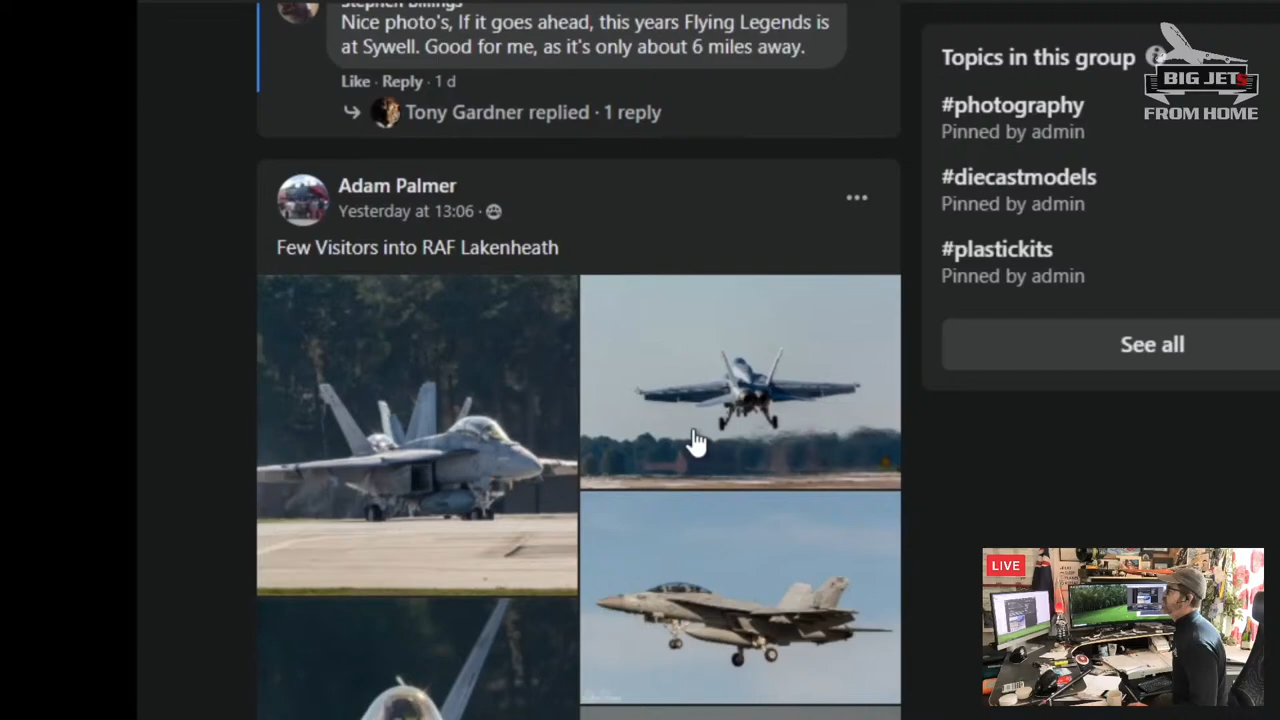 Stephen Billings
Nice photo's, If it goes ahead, this years Flying Legends is
at Sywell. Good for me, as it's only about 6 miles away.
Like · Reply · 1 d
Tony Gardner replied · 1 reply
Adam Palmer
Yesterday at 13:06 ·
Few Visitors into RAF Lakenheath
Topics in this group
#photography
Pinned by admin
#diecastmodels
Pinned by admin
#plastickits
Pinned by admin
See all
BIG JETS
FROM HOME
LIVE